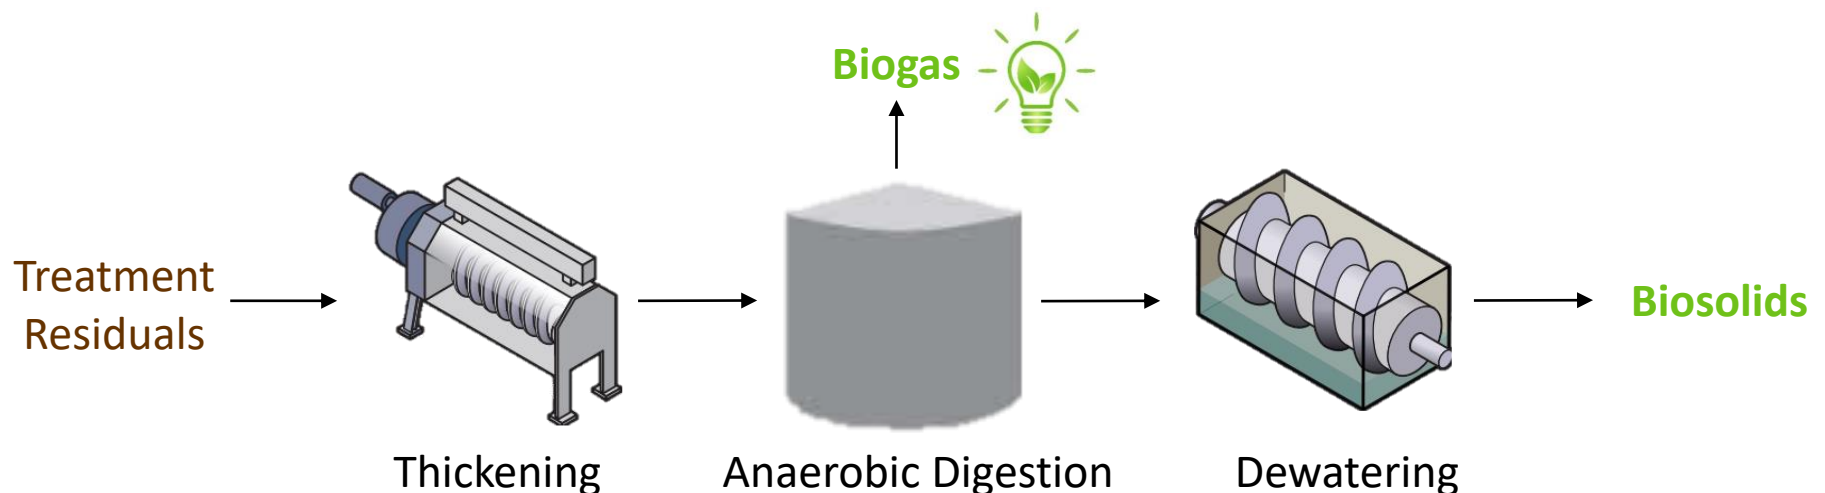 Biogas
Treatment
Residuals
Biosolids
Thickening
Anaerobic Digestion
Dewatering